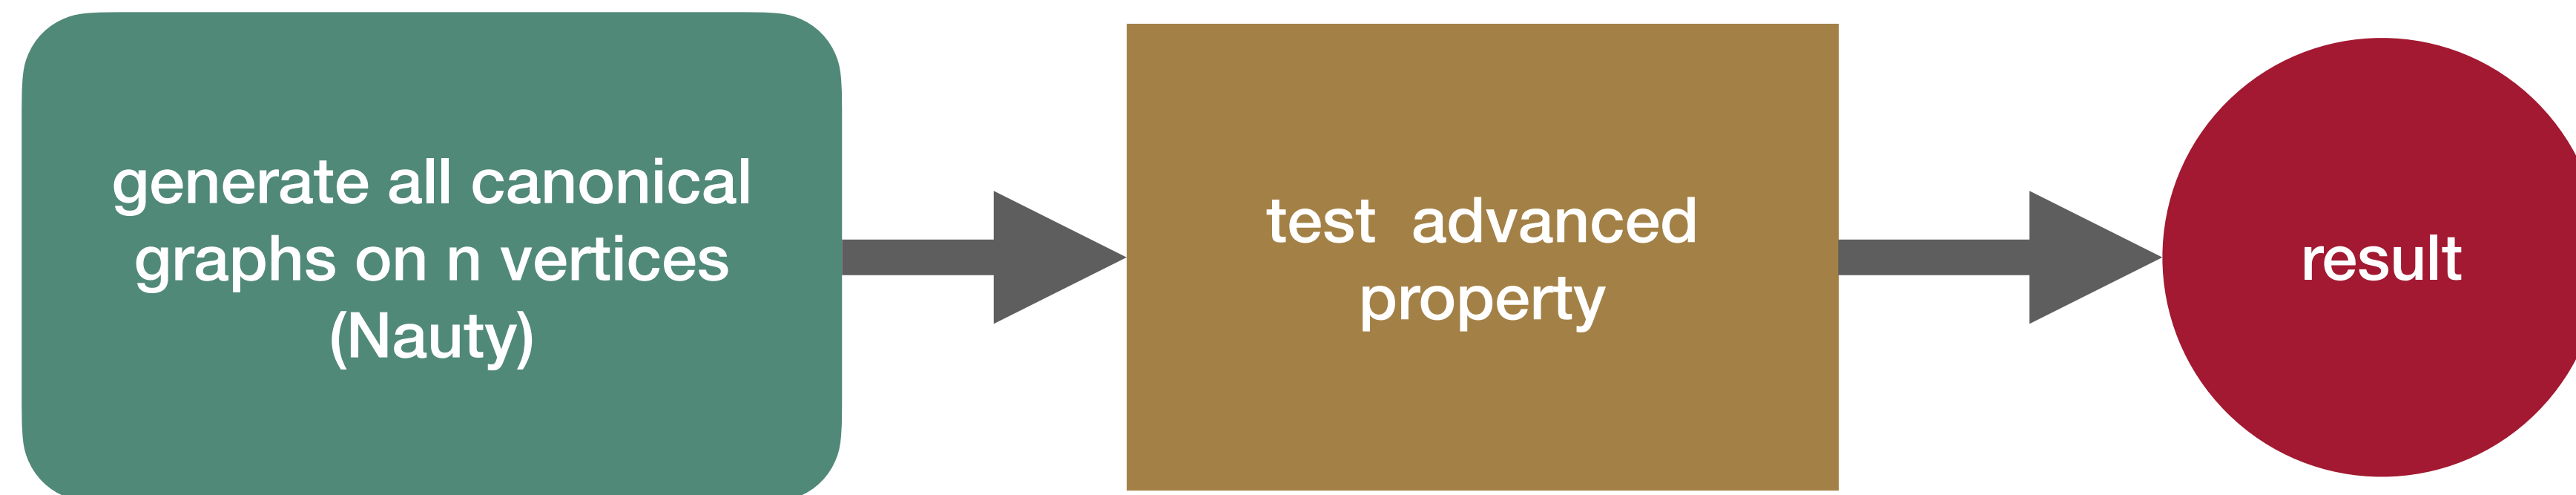 generate all canonical
graphs on n vertices
(Nauty)
test advanced
property
result